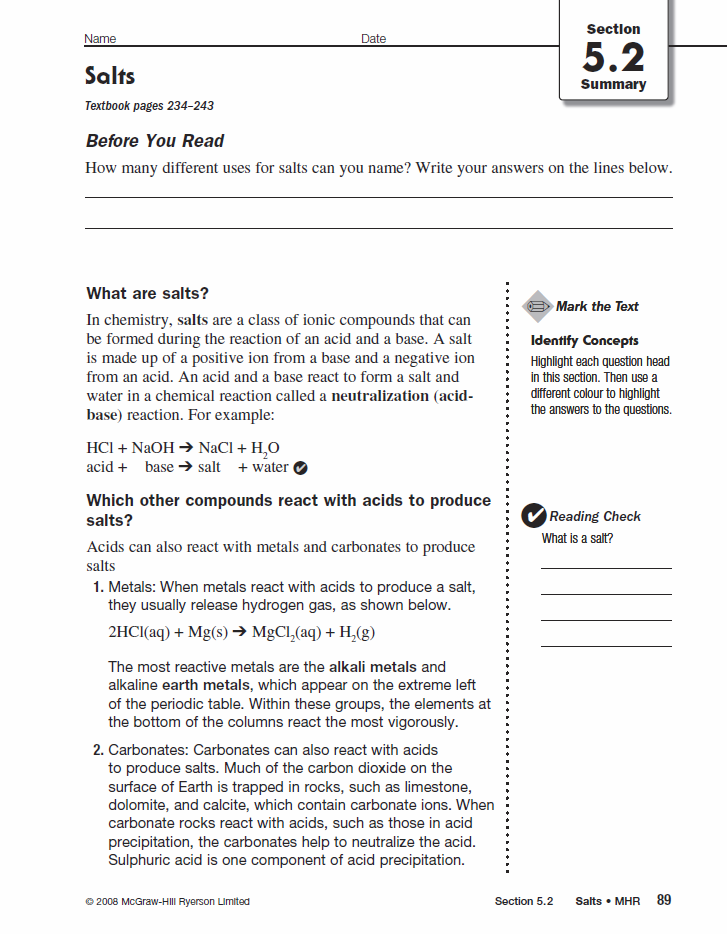 Name Date
Section
5.2
Summary
Salts
Textbook pages 234–243
Before You Read
How many different uses for salts can you name? Write your answers on the lines below.
What are salts?
In chemistry, salts are a class of ionic compounds that can
be formed during the reaction of an acid and a base. A salt
is made up of a positive ion from a base and a negative ion
from an acid. An acid and a base react to form a salt and
water in a chemical reaction called a neutralization (acid-
base) reaction. For example:
HCl + NaOH ➔ NaCl + H₂O
acid + base ➔ salt + water ✔
Which other compounds react with acids to produce
salts?
Acids can also react with metals and carbonates to produce
salts
1. Metals: When metals react with acids to produce a salt,
they usually release hydrogen gas, as shown below.
2HCl(aq) + Mg(s) ➔ MgCl₂(aq) + H₂(g)
The most reactive metals are the alkali metals and
alkaline earth metals, which appear on the extreme left
of the periodic table. Within these groups, the elements at
the bottom of the columns react the most vigorously.
2. Carbonates: Carbonates can also react with acids
to produce salts. Much of the carbon dioxide on the
surface of Earth is trapped in rocks, such as limestone,
dolomite, and calcite, which contain carbonate ions. When
carbonate rocks react with acids, such as those in acid
precipitation, the carbonates help to neutralize the acid.
Sulphuric acid is one component of acid precipitation.
Mark the Text
Identify Concepts
Highlight each question head
in this section. Then use a
different colour to highlight
the answers to the questions.
✔ Reading Check
What is a salt?
© 2008 McGraw-Hill Ryerson Limited Section 5.2 Salts • MHR 89